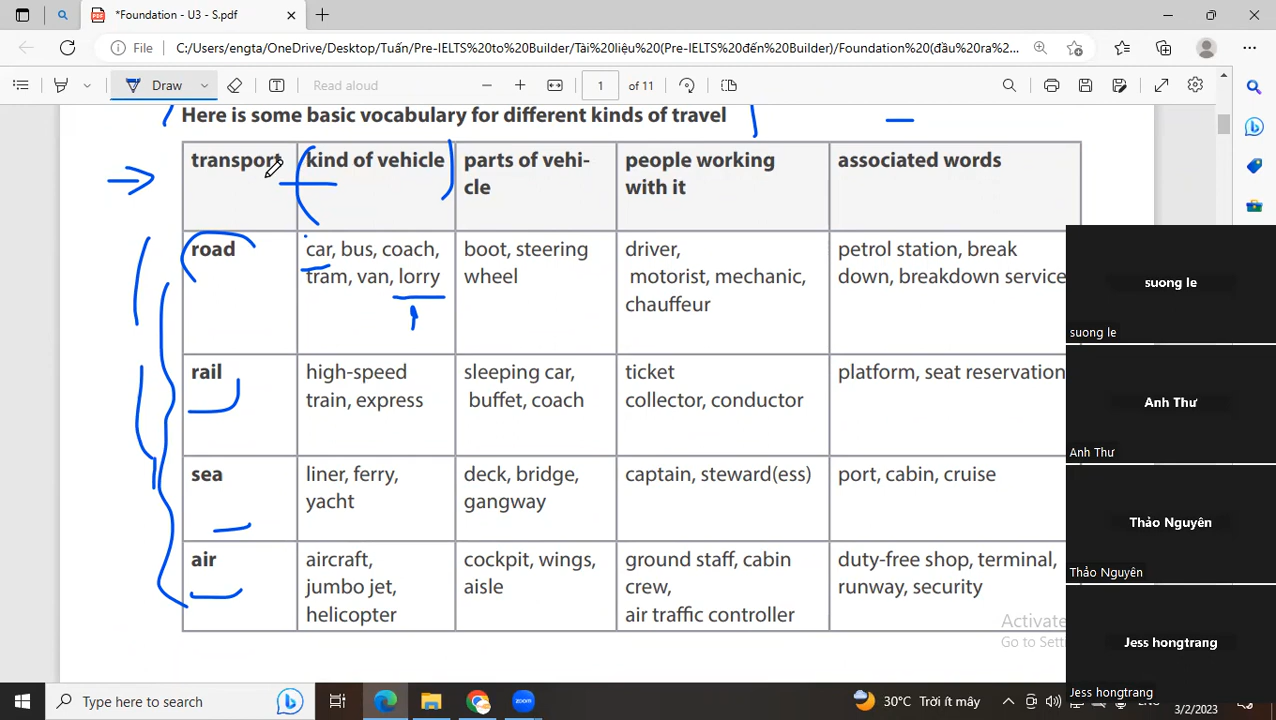 *Foundation - U3 - S.pdf
File
C:/Users/engta/OneDrive/Desktop/Tuấn/Pre-IELTS%20to%20Builder/Tài%20liệu%20(Pre-IELTS%20đến%20Builder)/Foundation%20(đầu%20ra%2...
Draw
Read aloud
1
of 11
Here is some basic vocabulary for different kinds of travel
transport
kind of vehicle
parts of vehi-
cle
people working
with it
associated words
road
car, bus, coach,
tram, van, lorry
boot, steering
wheel
driver,
motorist, mechanic,
chauffeur
petrol station, break
down, breakdown service
rail
high-speed
train, express
sleeping car,
buffet, coach
ticket
collector, conductor
platform, seat reservation
sea
liner, ferry,
yacht
deck, bridge,
gangway
captain, steward(ess)
port, cabin, cruise
air
aircraft,
jumbo jet,
helicopter
cockpit, wings,
aisle
ground staff, cabin
crew,
air traffic controller
duty-free shop, terminal,
runway, security
Activate
Go to Setti
suong le
suong le
Anh Thư
Anh Thư
Thảo Nguyên
Thảo Nguyên
Jess hongtrang
Jess hongtrang
Type here to search
zoom
30°C
Trời ít mây
3/2/2023